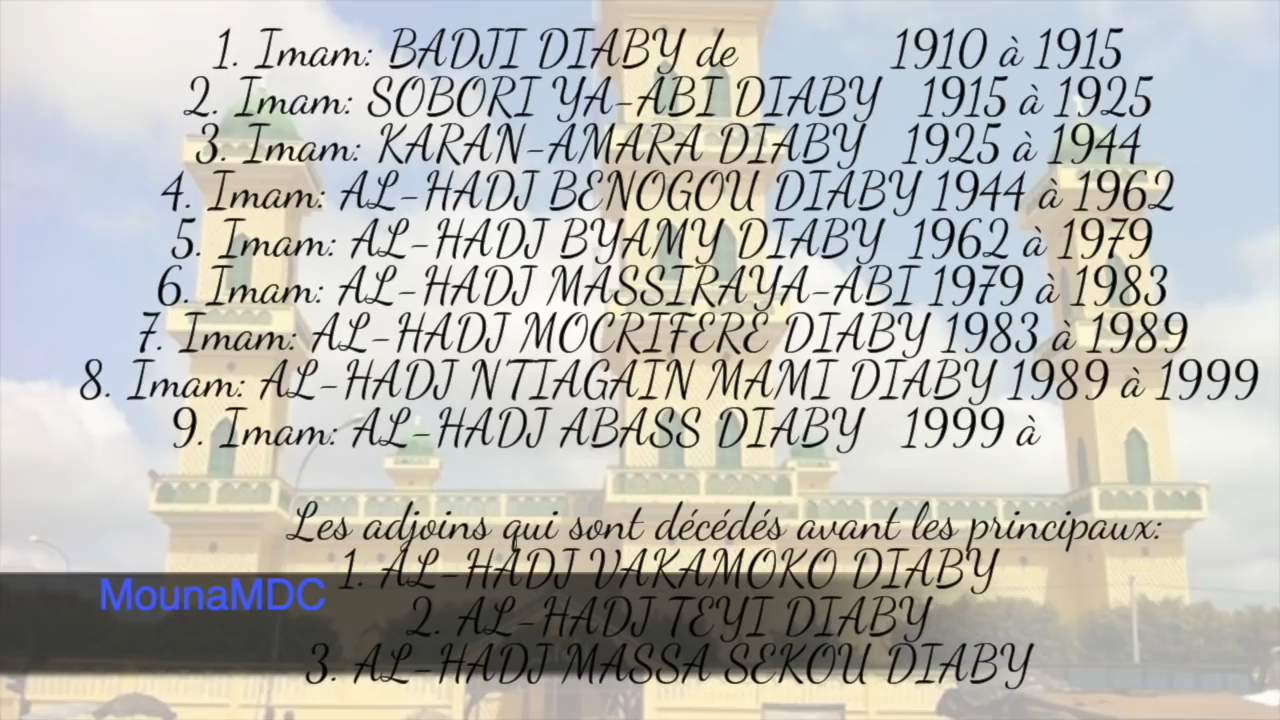 1. Imam: BADJI DIABY de 1910 à 1915
2. Imam: SOBORI YA-ABI DIABY 1915 à 1925
3. Imam: KARAN-AMARA DIABY 1925 à 1944
4. Imam: AL-HADJ BENOGOU DIABY 1944 à 1962
5. Imam: AL-HADJ BYAMY DIABY 1962 à 1979
6. Imam: AL-HADJ MASSIRAYA-ABI 1979 à 1983
7. Imam: AL-HADJ MOCRIFERE DIABY 1983 à 1989
8. Imam: AL-HADJ NTIAGAIN MAMI DIABY 1989 à 1999
9. Imam: AL-HADJ ABASS DIABY 1999 à
Les adjoins qui sont décédés avant les principaux:
1. AL-HADJ VAKAMOKO DIABY
MounaMDC
2. AL-HADJ TEYI DIABY
3. AL-HADJ MASSA SEKOU DIABY